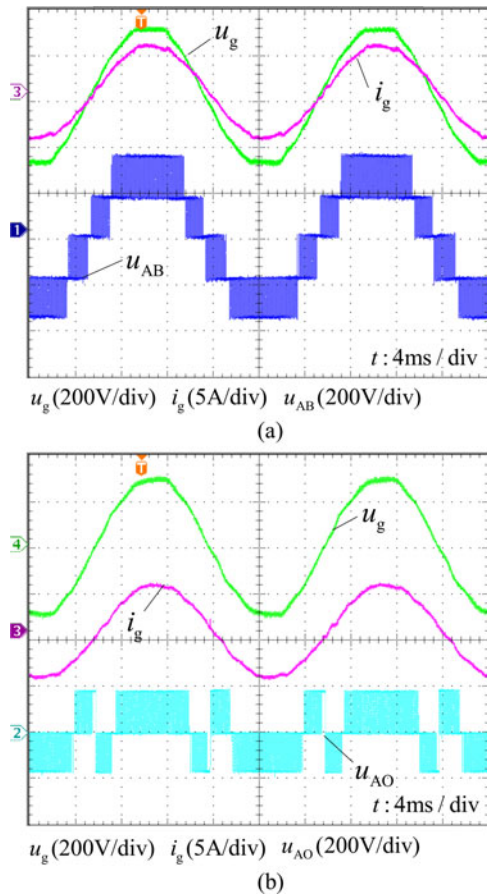 T
u_g
3
i_g
1
u_AB
t : 4ms / div
u_g (200V/div) i_g (5A/div) u_AB (200V/div)
(a)
T
4
u_g
3
i_g
2
u_AO
t : 4ms / div
u_g (200V/div) i_g (5A/div) u_AO (200V/div)
(b)